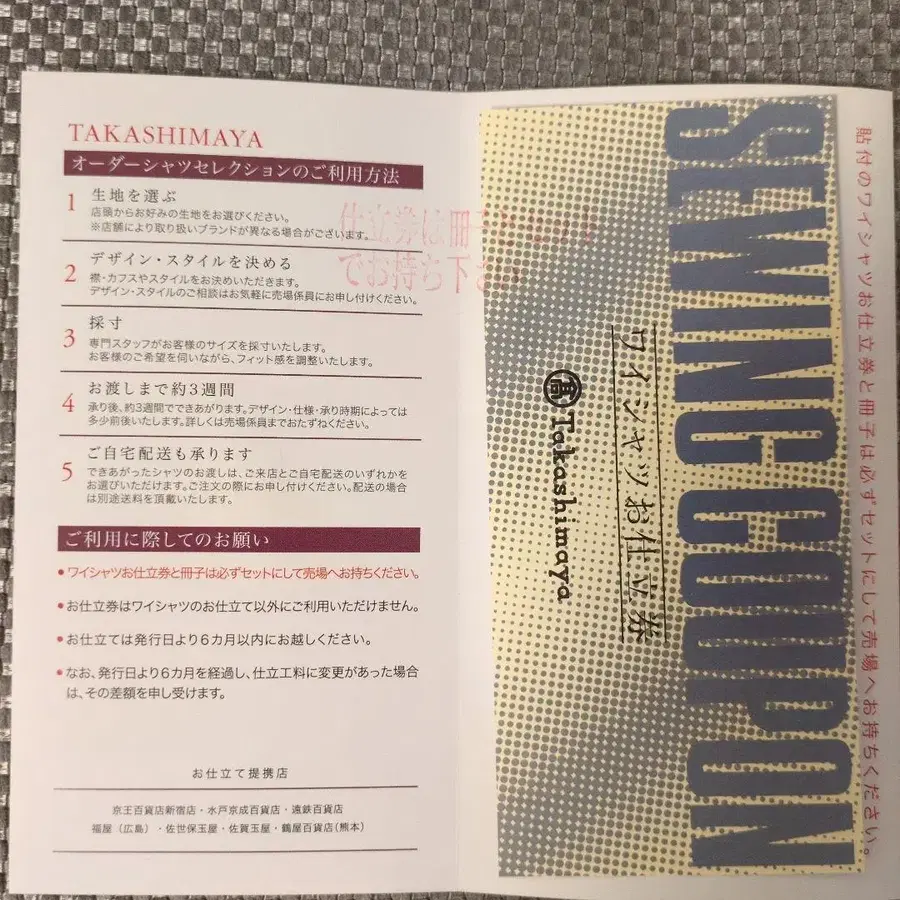 TAKASHIMAYA
オーダーシャツセレクションのご利用方法
1 生地を選ぶ
店頭からお好みの生地をお選びください。
※店舗により取り扱いブランドが異なる場合がございます。
2 デザイン・スタイルを決める
襟・カフスやスタイルをお決めいただきます。
デザイン・スタイルのご相談はお気軽に売場係員にお申し付けください。
3 採寸
専門スタッフがお客様のサイズを採寸いたします。
お客様のご希望を伺いながら、フィット感を調整いたします。
4 お渡しまで約3週間
承り後、約3週間でできあがります。デザイン・仕様・承り時期によっては
多少前後いたします。詳しくは売場係員までおたずねください。
5 ご自宅配送も承ります
できあがったシャツのお渡しは、ご来店とご自宅配送のいずれかを
お選びいただけます。ご注文の際にお申し付けください。配送の場合
は別途送料を頂戴いたします。
ご利用に際してのお願い
●ワイシャツお仕立券と冊子は必ずセットにして売場へお持ちください。
●お仕立券はワイシャツのお仕立て以外にご利用いただけません。
●お仕立ては発行日より6カ月以内にお越しください。
●なお、発行日より6カ月を経過し、仕立工料に変更があった場合
は、その差額を申し受けます。
お仕立て提携店
京王百貨店新宿店・水戸京成百貨店・遠鉄百貨店
福屋（広島）・佐世保玉屋・佐賀玉屋・鶴屋百貨店(熊本)
仕立券は冊子と
でお持ち下さい
貼付のワイシャツお仕立券と冊子は必ずセットにして売場へお持ちください。
SEWING COUPON
ワイシャツお仕立券
髙 Takashimaya